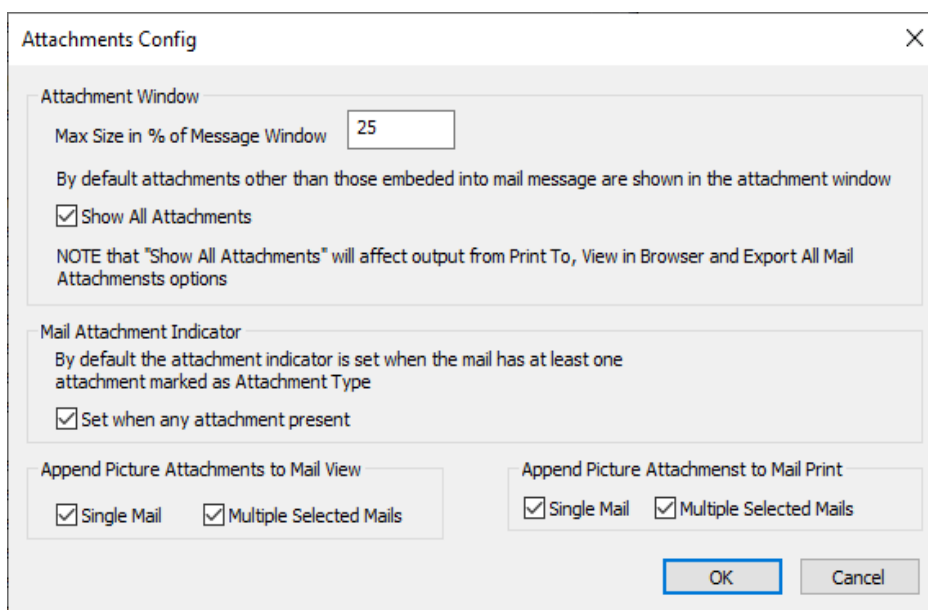 Attachments Config
Attachment Window
Max Size in % of Message Window 25
By default attachments other than those embeded into mail message are shown in the attachment window
Show All Attachments
NOTE that "Show All Attachments" will affect output from Print To, View in Browser and Export All Mail
Attachmensts options
Mail Attachment Indicator
By default the attachment indicator is set when the mail has at least one
attachment marked as Attachment Type
Set when any attachment present
Append Picture Attachments to Mail View
Single Mail Multiple Selected Mails
Append Picture Attachmenst to Mail Print
Single Mail Multiple Selected Mails
OK Cancel